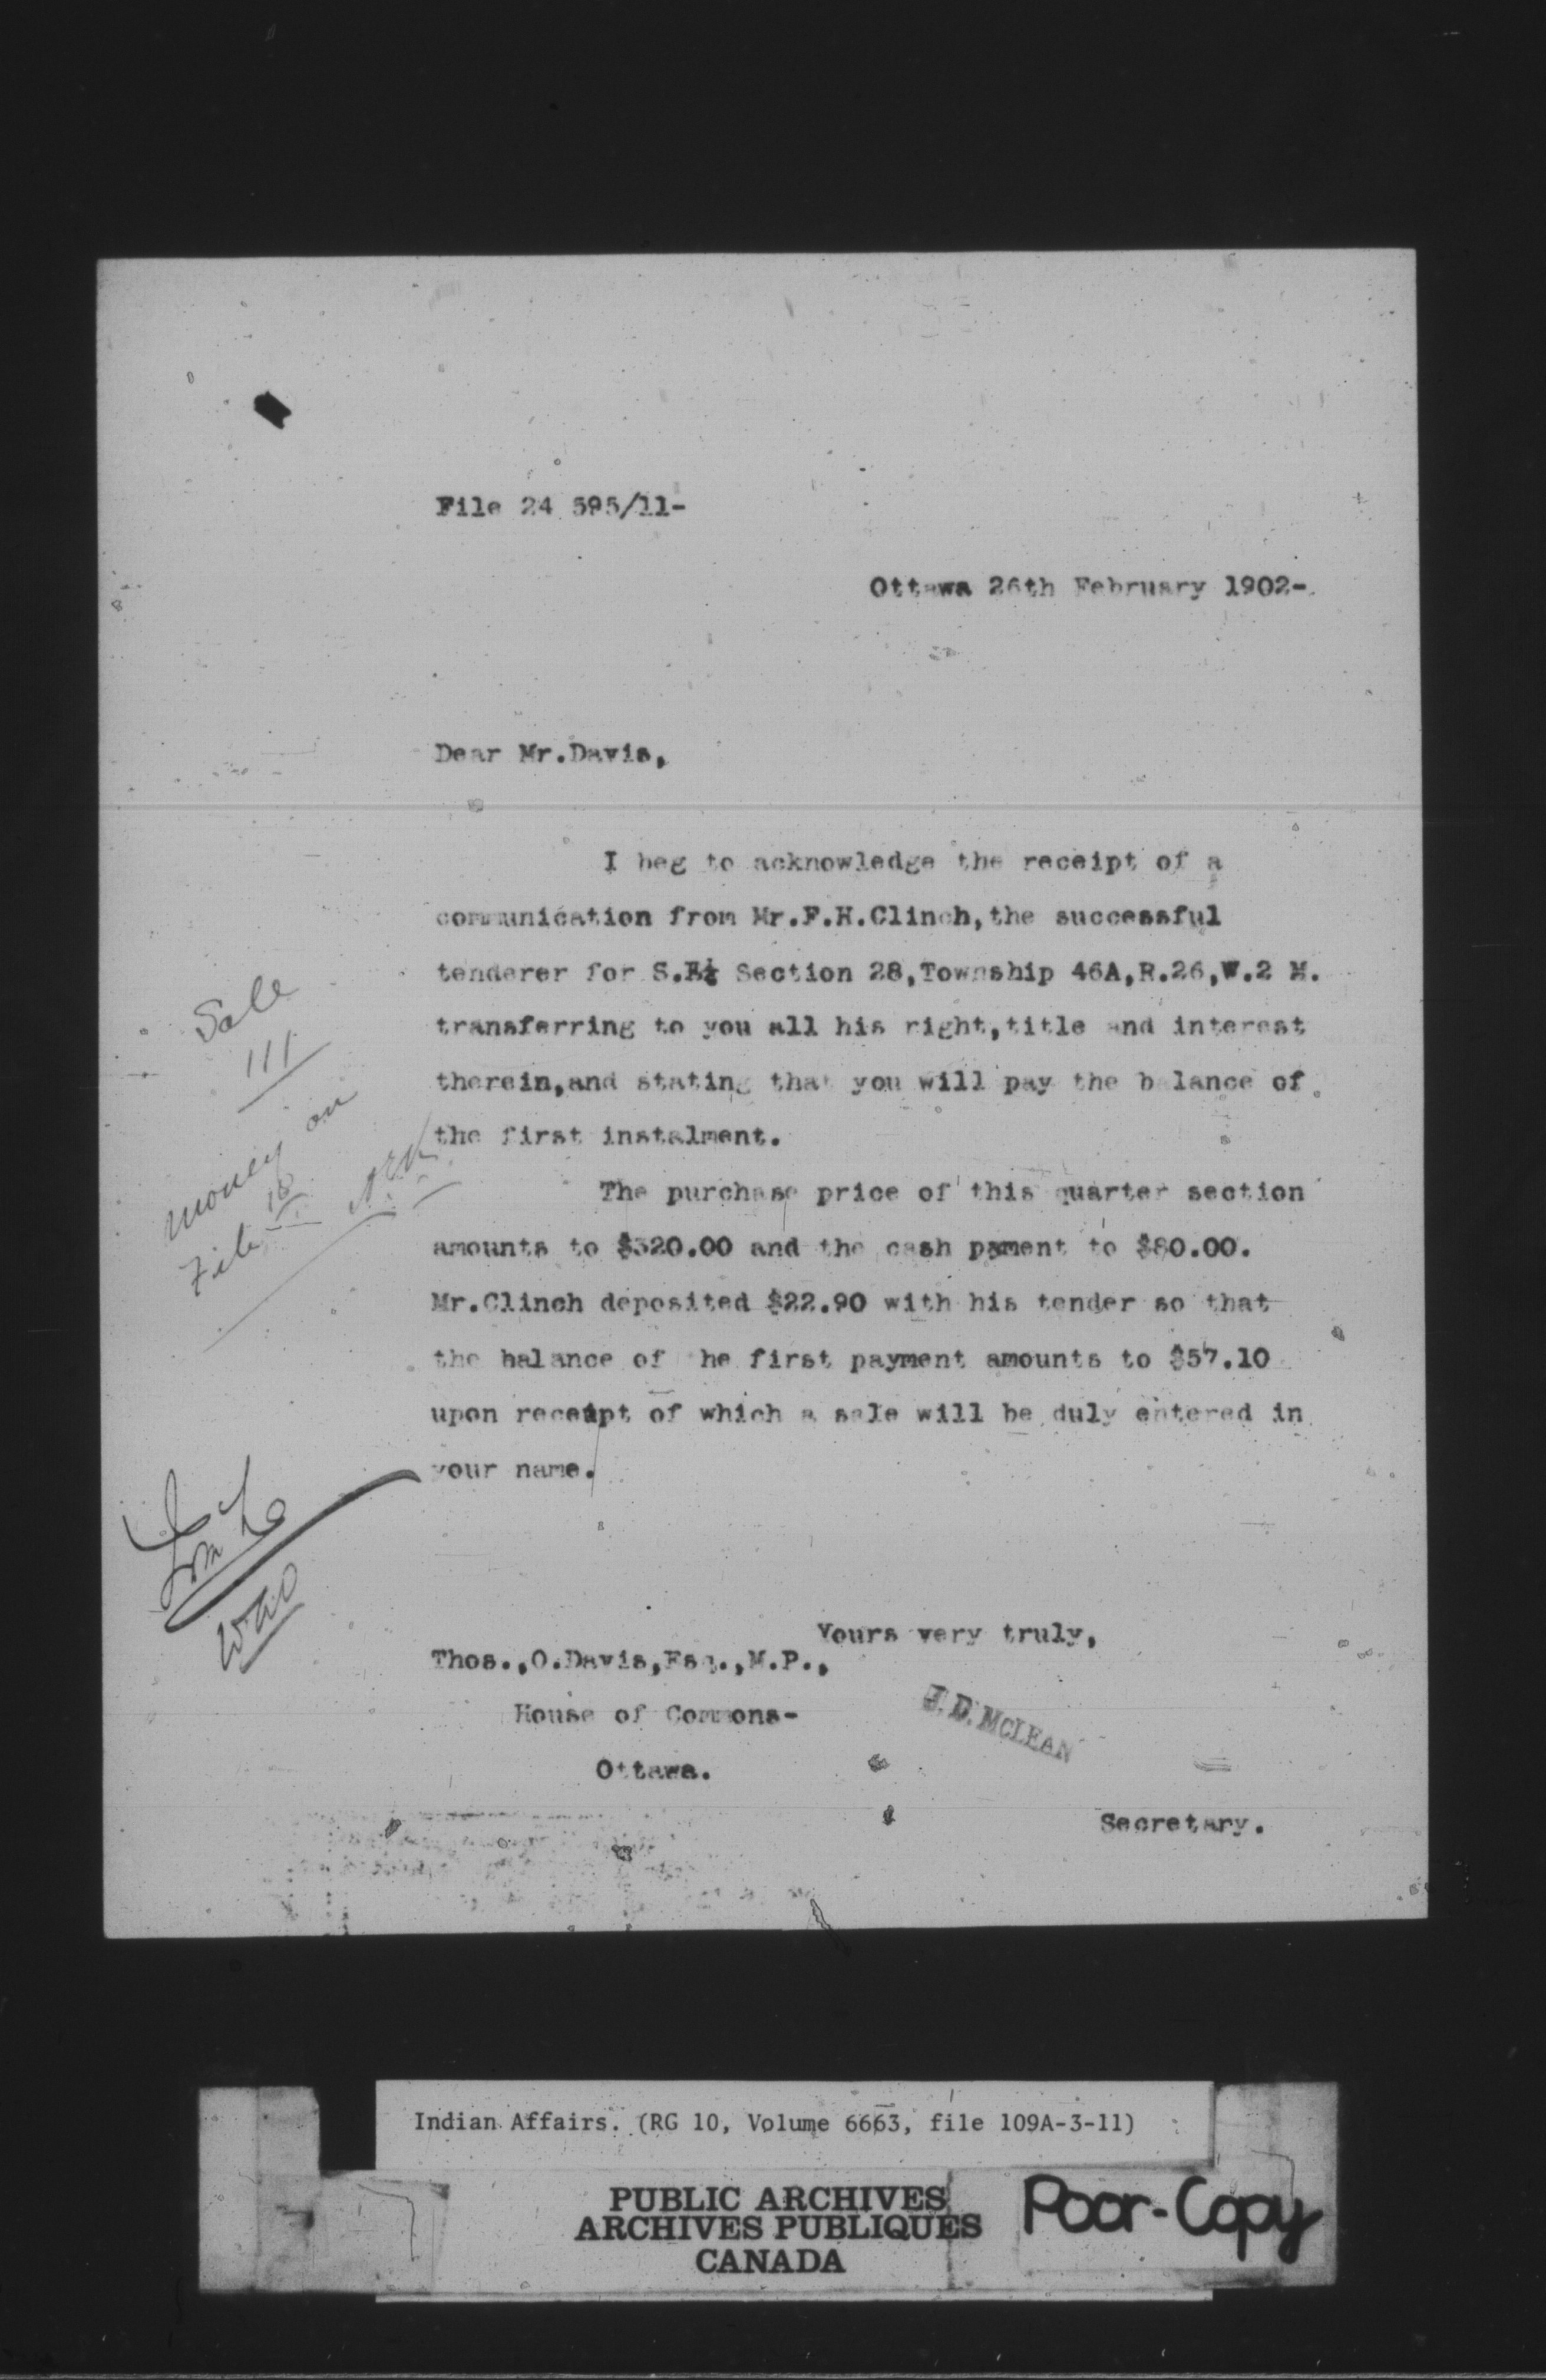 File 24 595/11-
Ottawa 26th February 1902-
Dear Mr.Davis,
I beg to acknowledge the receipt of a
communication from Mr.F.H.Clinch,the successful
tenderer for S.E¼ Section 28,Township 46A,R.26,W.2 M.
transferring to you all his right,title and interest
therein,and stating that you will pay the balance of
the first instalment.
The purchase price of this quarter section
amounts to $320.00 and the cash pament to $80.00.
Mr.Clinch deposited $22.90 with his tender so that
the balance of the first payment amounts to $57.10
upon receipt of which a sale will be duly entered in
your name.
Sale
111
money on
File 18
Yours very truly,
Thos.,O.Davis,Esq.,M.P.,
House of Commons-
Ottawa.
J.D. McLEAN
Secretary.
Indian Affairs. (RG 10, Volume 6663, file 109A-3-11)
PUBLIC ARCHIVES
ARCHIVES PUBLIQUES
CANADA
Poor-Copy